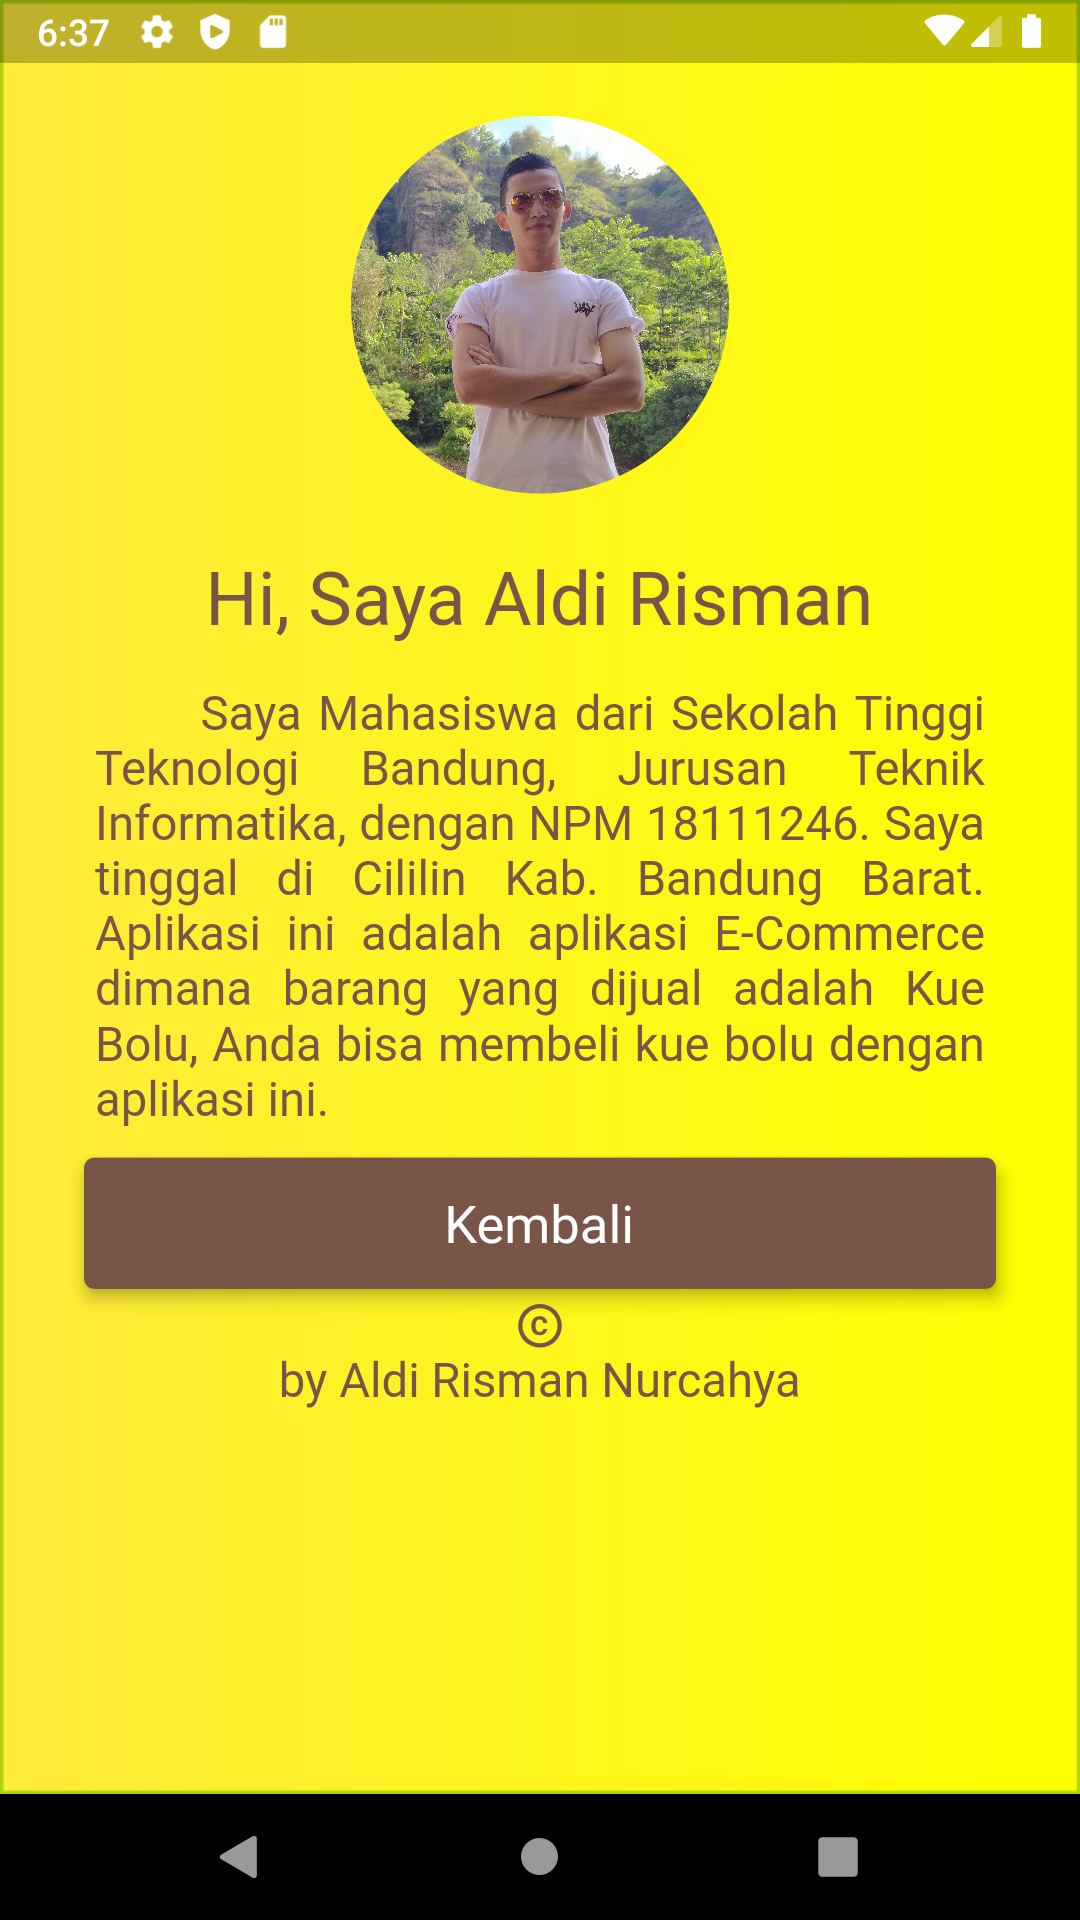 6:37
Hi, Saya Aldi Risman
Saya Mahasiswa dari Sekolah Tinggi
Teknologi Bandung, Jurusan Teknik
Informatika, dengan NPM 18111246. Saya
tinggal di Cililin Kab. Bandung Barat.
Aplikasi ini adalah aplikasi E-Commerce
dimana barang yang dijual adalah Kue
Bolu, Anda bisa membeli kue bolu dengan
aplikasi ini.
Kembali
©
by Aldi Risman Nurcahya